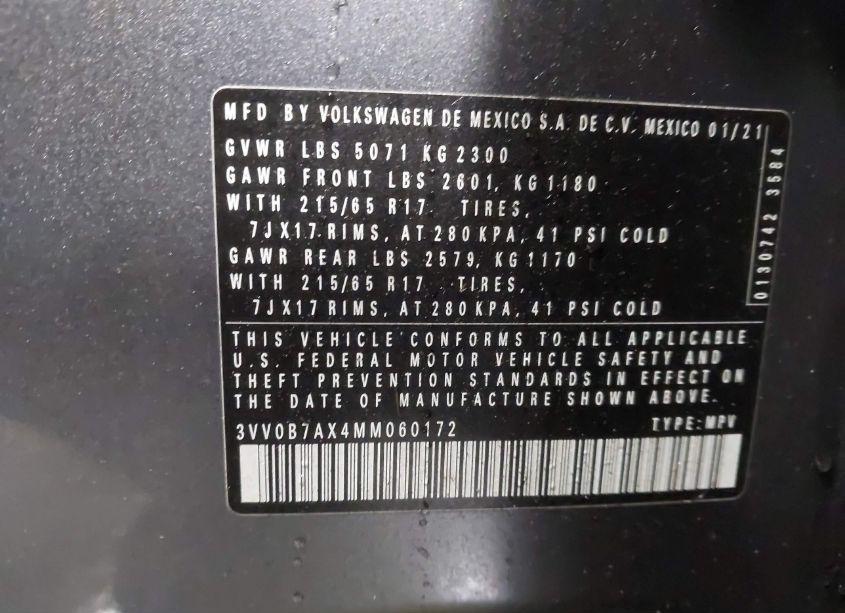 MFD BY VOLKSWAGEN DE MEXICO S.A. DE C.V. MEXICO 01/21
GVWR LBS 5071 KG 2300
GAWR FRONT LBS 2601, KG 1180
WITH 215/65 R17 TIRES,
7JX17 RIMS, AT 280 KPA, 41 PSI COLD
GAWR REAR LBS 2579, KG 1170
WITH 215/65 R17 TIRES,
7JX17 RIMS, AT 280 KPA, 41 PSI COLD
0130742 3584
THIS VEHICLE CONFORMS TO ALL APPLICABLE
U.S. FEDERAL MOTOR VEHICLE SAFETY AND
THEFT PREVENTION STANDARDS IN EFFECT ON
THE DATE OF MANUFACTURE SHOWN ABOVE.
3VV0B7AX4MM060172 TYPE: MPV